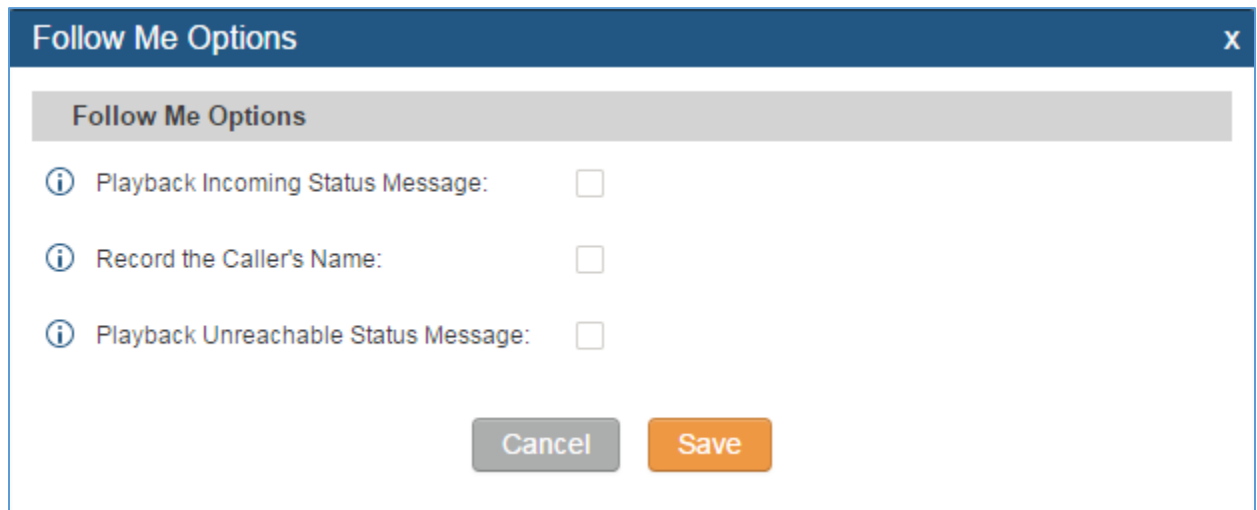 Follow Me Options x
Follow Me Options
Playback Incoming Status Message:
Record the Caller's Name:
Playback Unreachable Status Message:
Cancel Save